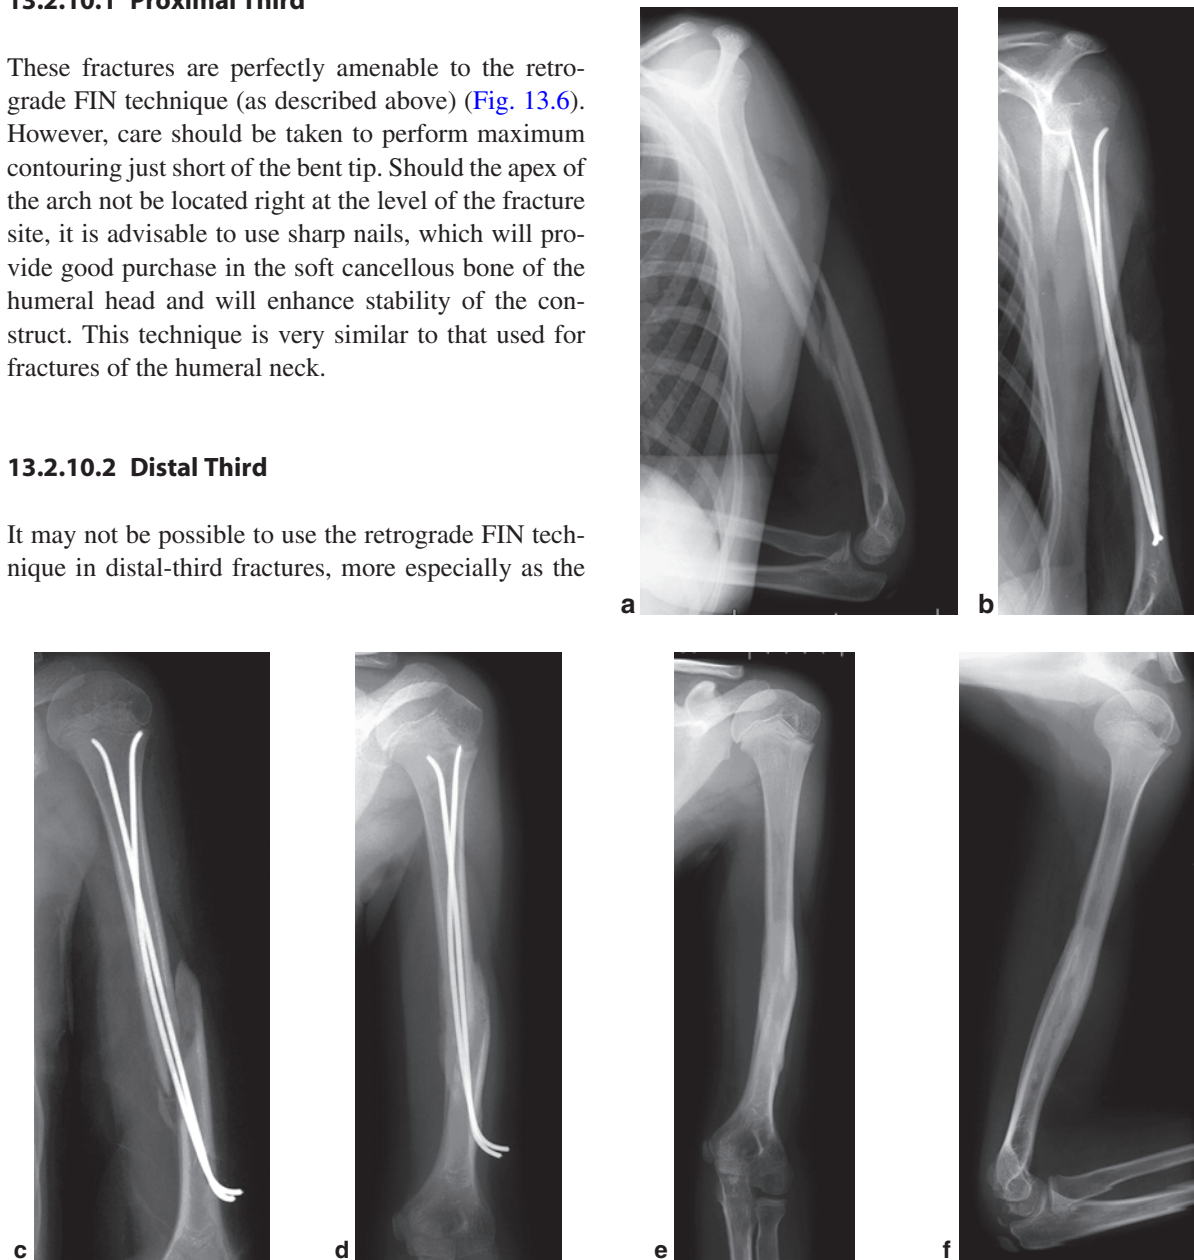 13.2.10.1 Proximal Third
These fractures are perfectly amenable to the retro-
grade FIN technique (as described above) (Fig. 13.6).
However, care should be taken to perform maximum
contouring just short of the bent tip. Should the apex of
the arch not be located right at the level of the fracture
site, it is advisable to use sharp nails, which will pro-
vide good purchase in the soft cancellous bone of the
humeral head and will enhance stability of the con-
struct. This technique is very similar to that used for
fractures of the humeral neck.
13.2.10.2 Distal Third
It may not be possible to use the retrograde FIN tech-
nique in distal-third fractures, more especially as the
a
b
c
d
e
f